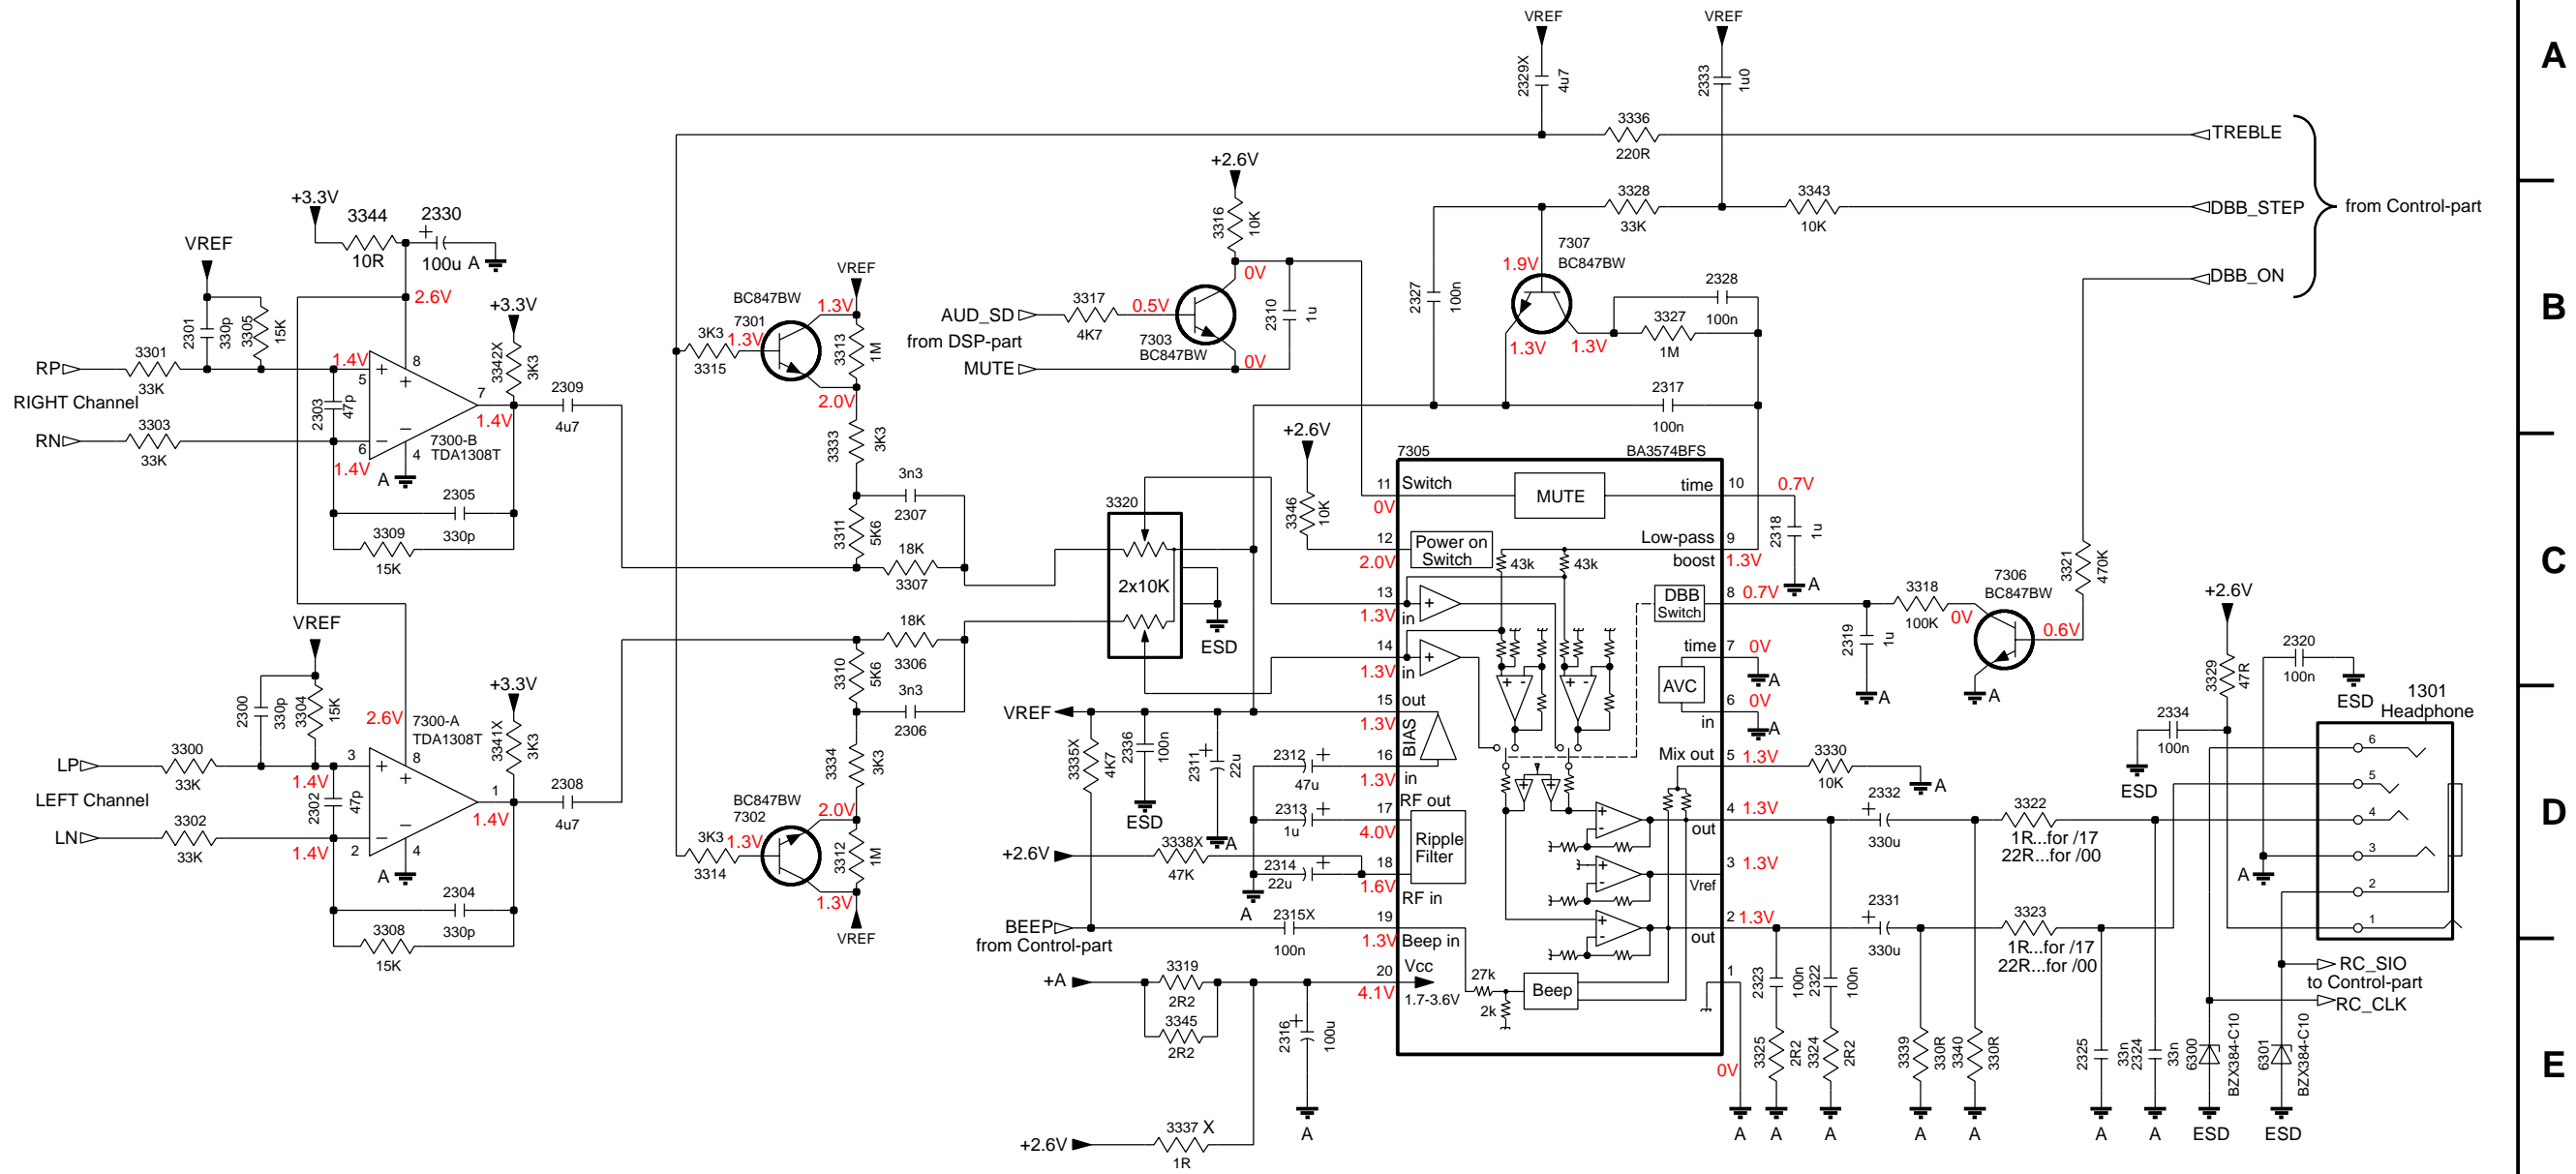 VREF
VREF
A
2329X
4u7
2333
1u0
3336
220R
TREBLE
+2.6V
3316
10K
3328
33K
3343
10K
DBB_STEP
from Control-part
+3.3V
3344
10R
2330
+
100u
A
VREF
2.6V
2301
330p
3305
15K
+3.3V
3342X
3K3
VREF
BC847BW
7301
1.3V
3K3
1.3V
3315
3313
1M
2.0V
AUD_SD
from DSP-part
MUTE
3317
4K7
0.5V
7303
BC847BW
0V
0V
2310
1u
7307
BC847BW
1.9V
1.3V
1.3V
2327
100n
2328
100n
3327
1M
DBB_ON
B
RP
3301
33K
1.4V
5
+
+
8
7
1.4V
2309
4u7
RIGHT Channel
2303
47p
RN
3303
33K
6
1.4V
−
−
4
7300-B
TDA1308T
A
2305
330p
3309
15K
3333
3K3
3n3
2307
3311
5K6
18K
3307
2317
100n
+2.6V
3346
10K
7305
BA3574BFS
11
0V
Switch
MUTE
time
10
0.7V
2318
1u
A
12
2.0V
Power on
Switch
43k
43k
Low-pass
boost
9
1.3V
3320
2x10K
ESD
13
1.3V
in
+
14
1.3V
in
+
DBB
Switch
8
0.7V
time
7
0V
A
AVC
6
0V
in
A
3318
100K
2319
1u
A
7306
BC847BW
0V
0.6V
A
3321
470K
+2.6V
3329
47R
2320
100n
ESD
C
18K
3306
3310
5K6
3n3
2306
VREF
2300
330p
3304
15K
2.6V
7300-A
TDA1308T
+3.3V
3341X
3K3
LP
3300
33K
3
1.4V
+
+
8
1
1.4V
2308
4u7
LEFT Channel
2302
47p
LN
3302
33K
2
1.4V
−
−
4
A
2304
330p
3308
15K
3334
3K3
BC847BW
7302
2.0V
3K3
1.3V
3314
3312
1M
1.3V
VREF
VREF
15
out
1.3V
BIAS
3335X
4K7
2336
100n
ESD
2311
+
22u
A
2312
+
47u
16
1.3V
in
+ -
+ -
Mix out
5
1.3V
3330
10K
A
2313
+
1u
RF out
17
4.0V
Ripple
Filter
+
+
+2.6V
3338X
47K
2314
+
22u
A
18
1.6V
RF in
+
-
4
1.3V
out
+
-
3
1.3V
Vref
+
-
2
1.3V
out
2332
+
330u
3322
1R...for /17
22R...for /00
2331
+
330u
3323
1R...for /17
22R...for /00
2334
100n
ESD
1301
Headphone
6
5
4
3
2
1
A
D
BEEP
from Control-part
2315X
100n
19
1.3V
Beep in
+A
3319
2R2
3345
2R2
20
4.1V
Vcc
1.7-3.6V
27k
2k
Beep
1
0V
A
2316
+
100u
A
+2.6V
3337 X
1R
2323
100n
3325
2R2
A
2322
100n
3324
2R2
A
3339
330R
A
3340
330R
A
2325
33n
A
2324
33n
A
6300
BZX384-C10
ESD
6301
BZX384-C10
ESD
RC_SIO
to Control-part
RC_CLK
E